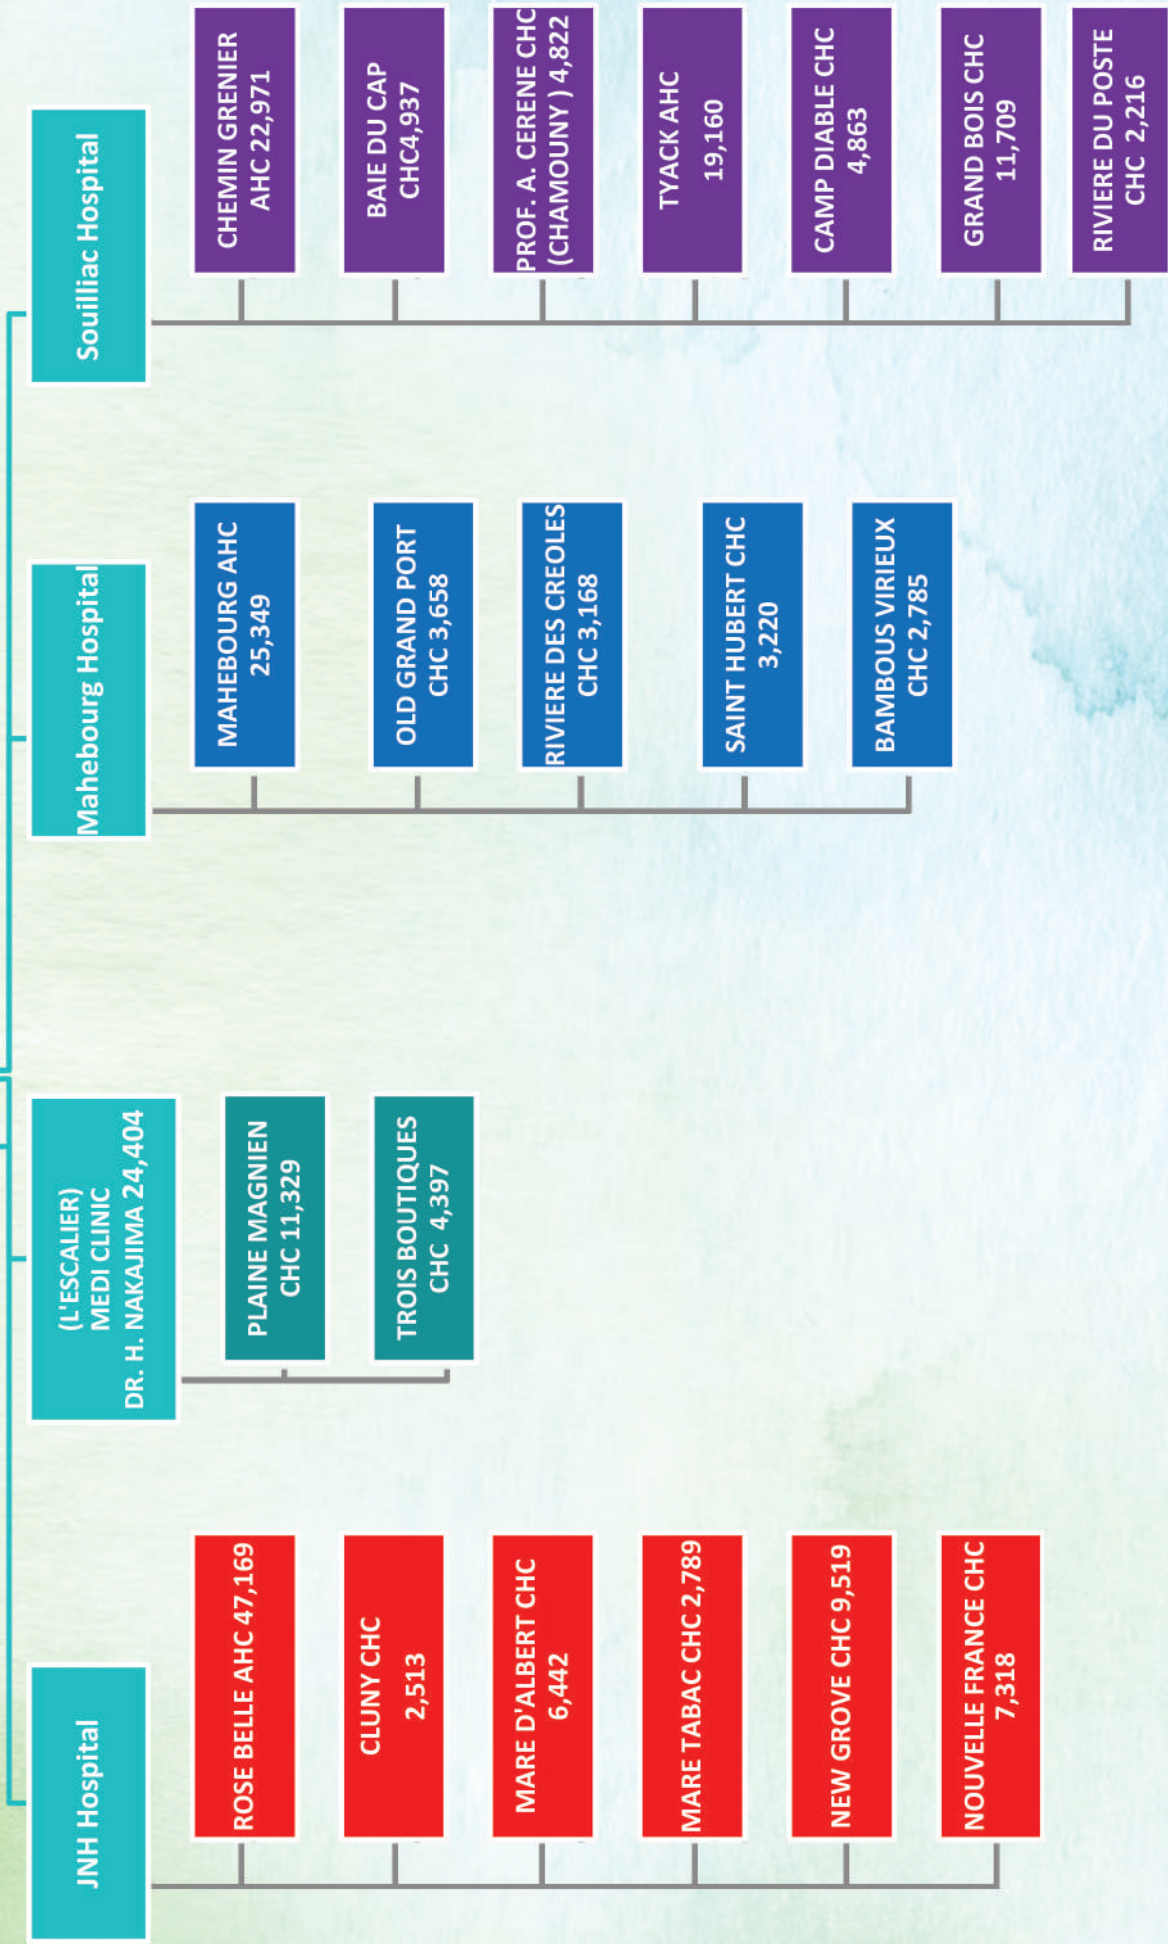 JNH Hospital
ROSE BELLE AHC 47,169
CLUNY CHC
2,513
MARE D'ALBERT CHC
6,442
MARE TABAC CHC 2,789
NEW GROVE CHC 9,519
NOUVELLE FRANCE CHC
7,318
(L'ESCALIER)
MEDI CLINIC
DR. H. NAKAJIMA 24,404
PLAINE MAGNIEN
CHC 11,329
TROIS BOUTIQUES
CHC 4,397
Mahebourg Hospital
MAHEBOURG AHC
25,349
OLD GRAND PORT
CHC 3,658
RIVIERE DES CREOLES
CHC 3,168
SAINT HUBERT CHC
3,220
BAMBOUS VIRIEUX
CHC 2,785
Souilliac Hospital
CHEMIN GRENIER
AHC 22,971
BAIE DU CAP
CHC4,937
PROF. A. CERENE CHC
(CHAMOUNY ) 4,822
TYACK AHC
19,160
CAMP DIABLE CHC
4,863
GRAND BOIS CHC
11,709
RIVIERE DU POSTE
CHC 2,216